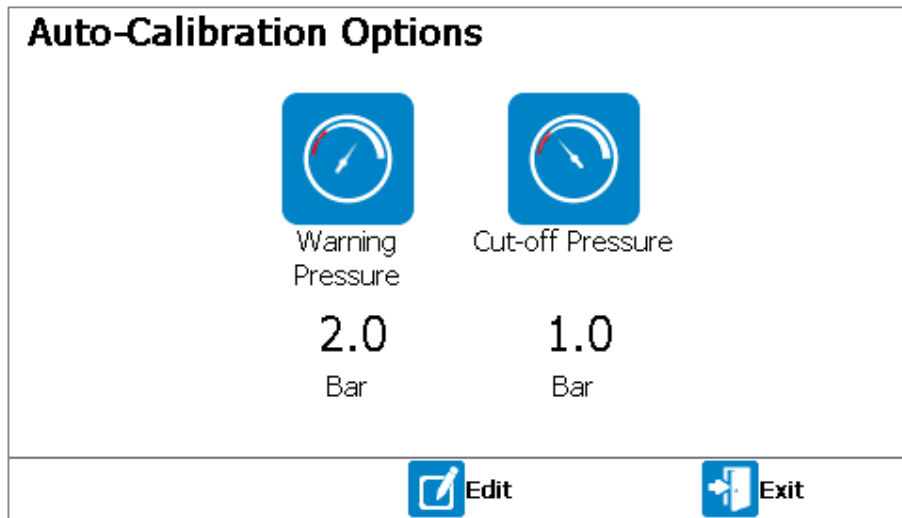 Auto-Calibration Options
Warning
Pressure
Cut-off Pressure
2.0
1.0
Bar
Bar
Edit
Exit